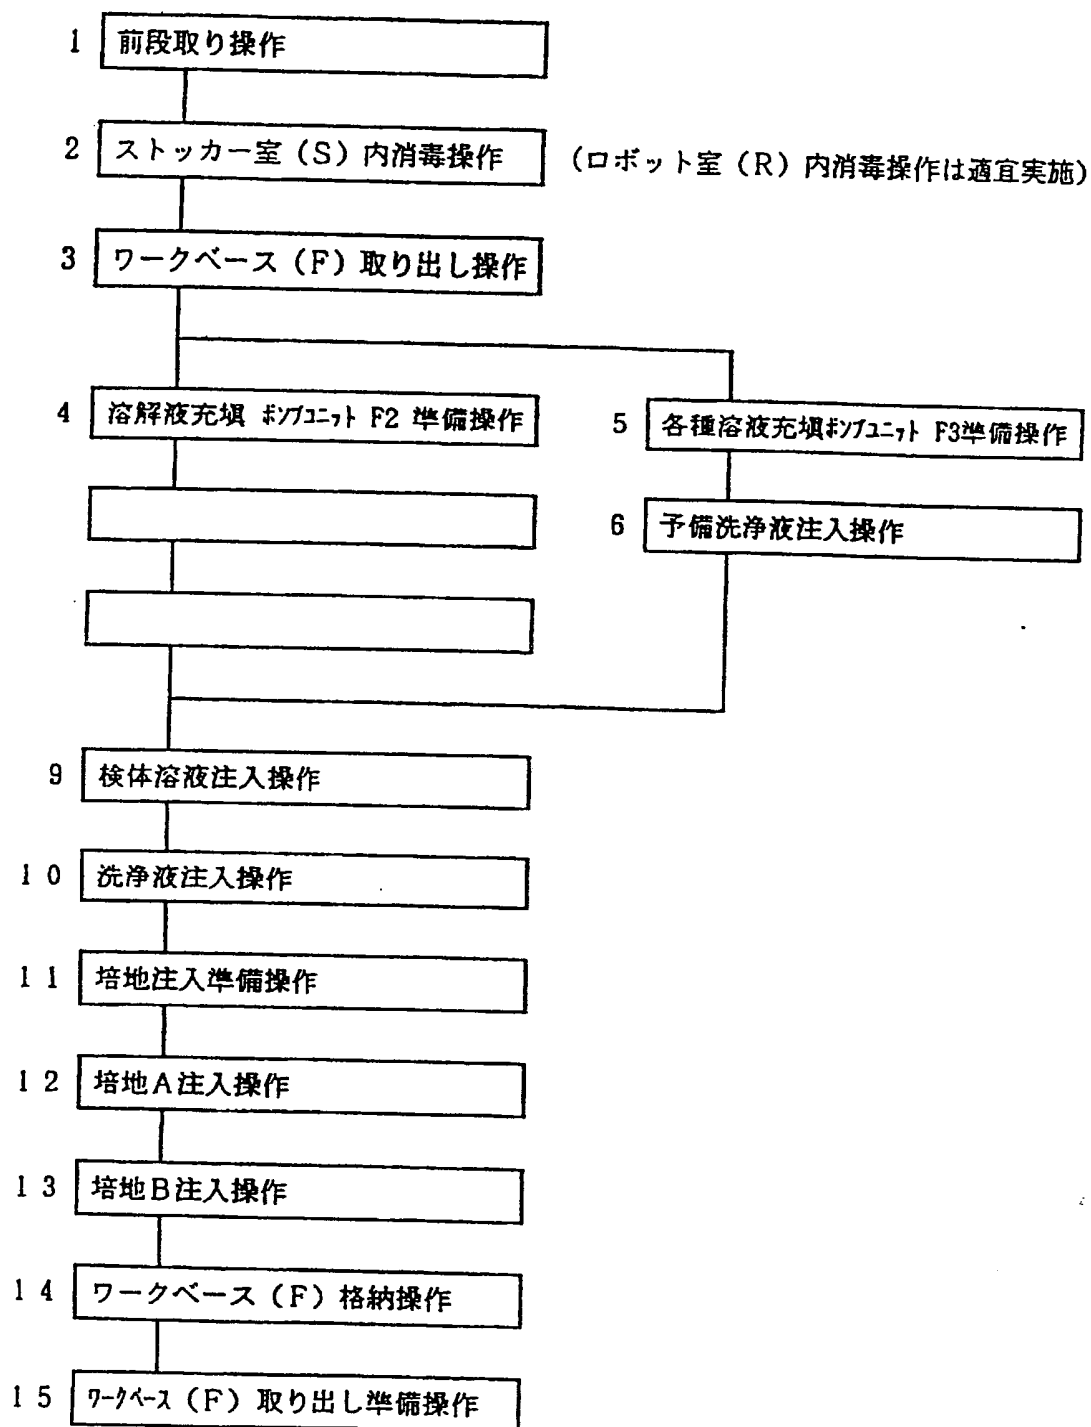 1 前段取り操作
2 ストッカー室（S）内消毒操作 （ロボット室（R）内消毒操作は適宜実施）
3 ワークベース（F）取り出し操作
4 溶解液充填 ポンプユニット F2 準備操作
5 各種溶液充填ポンプユニット F3準備操作
6 予備洗浄液注入操作
9 検体溶液注入操作
10 洗浄液注入操作
11 培地注入準備操作
12 培地A注入操作
13 培地B注入操作
14 ワークベース（F）格納操作
15 ワークベース（F）取り出し準備操作